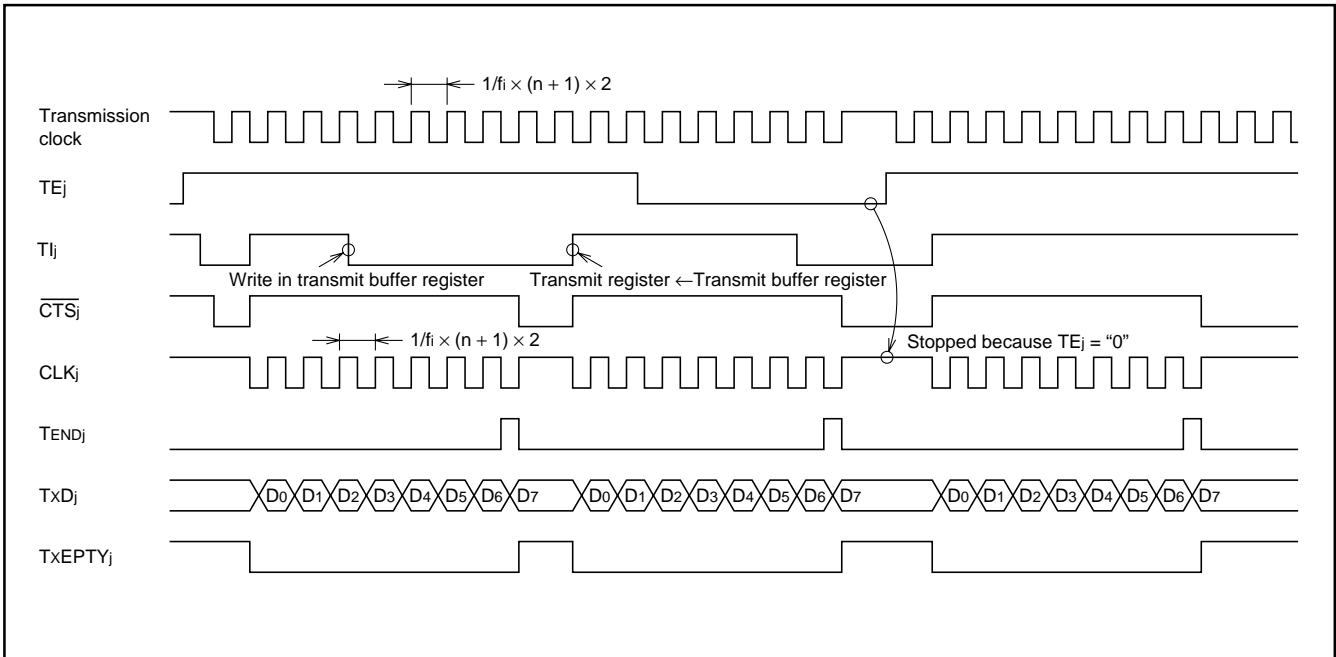 1/fi × (n + 1) × 2
Transmission
clock
TEj
TIj
Write in transmit buffer register
Transmit register ←Transmit buffer register
CTSj
1/fi × (n + 1) × 2
Stopped because TEj = “0”
CLKj
TENDj
TXDj
D0 D1 D2 D3 D4 D5 D6 D7 D0 D1 D2 D3 D4 D5 D6 D7 D0 D1 D2 D3 D4 D5 D6 D7
TXEPTYj